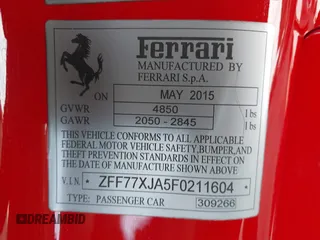 Ferrari
MANUFACTURED BY
FERRARI S.p.A.
ON MAY 2015
GVWR 4850 lbs
GAWR 2050 - 2845 lbs
THIS VEHICLE CONFORMS TO ALL APPLICABLE
FEDERAL MOTOR VEHICLE SAFETY, BUMPER, AND
THEFT PREVENTION STANDARDS IN EFFECT ON
THE DATE OF MANUFACTURE SHOWN ABOVE
V.I.N. ZFF77XJA5F0211604
TYPE: PASSENGER CAR 309266
DREAMBID